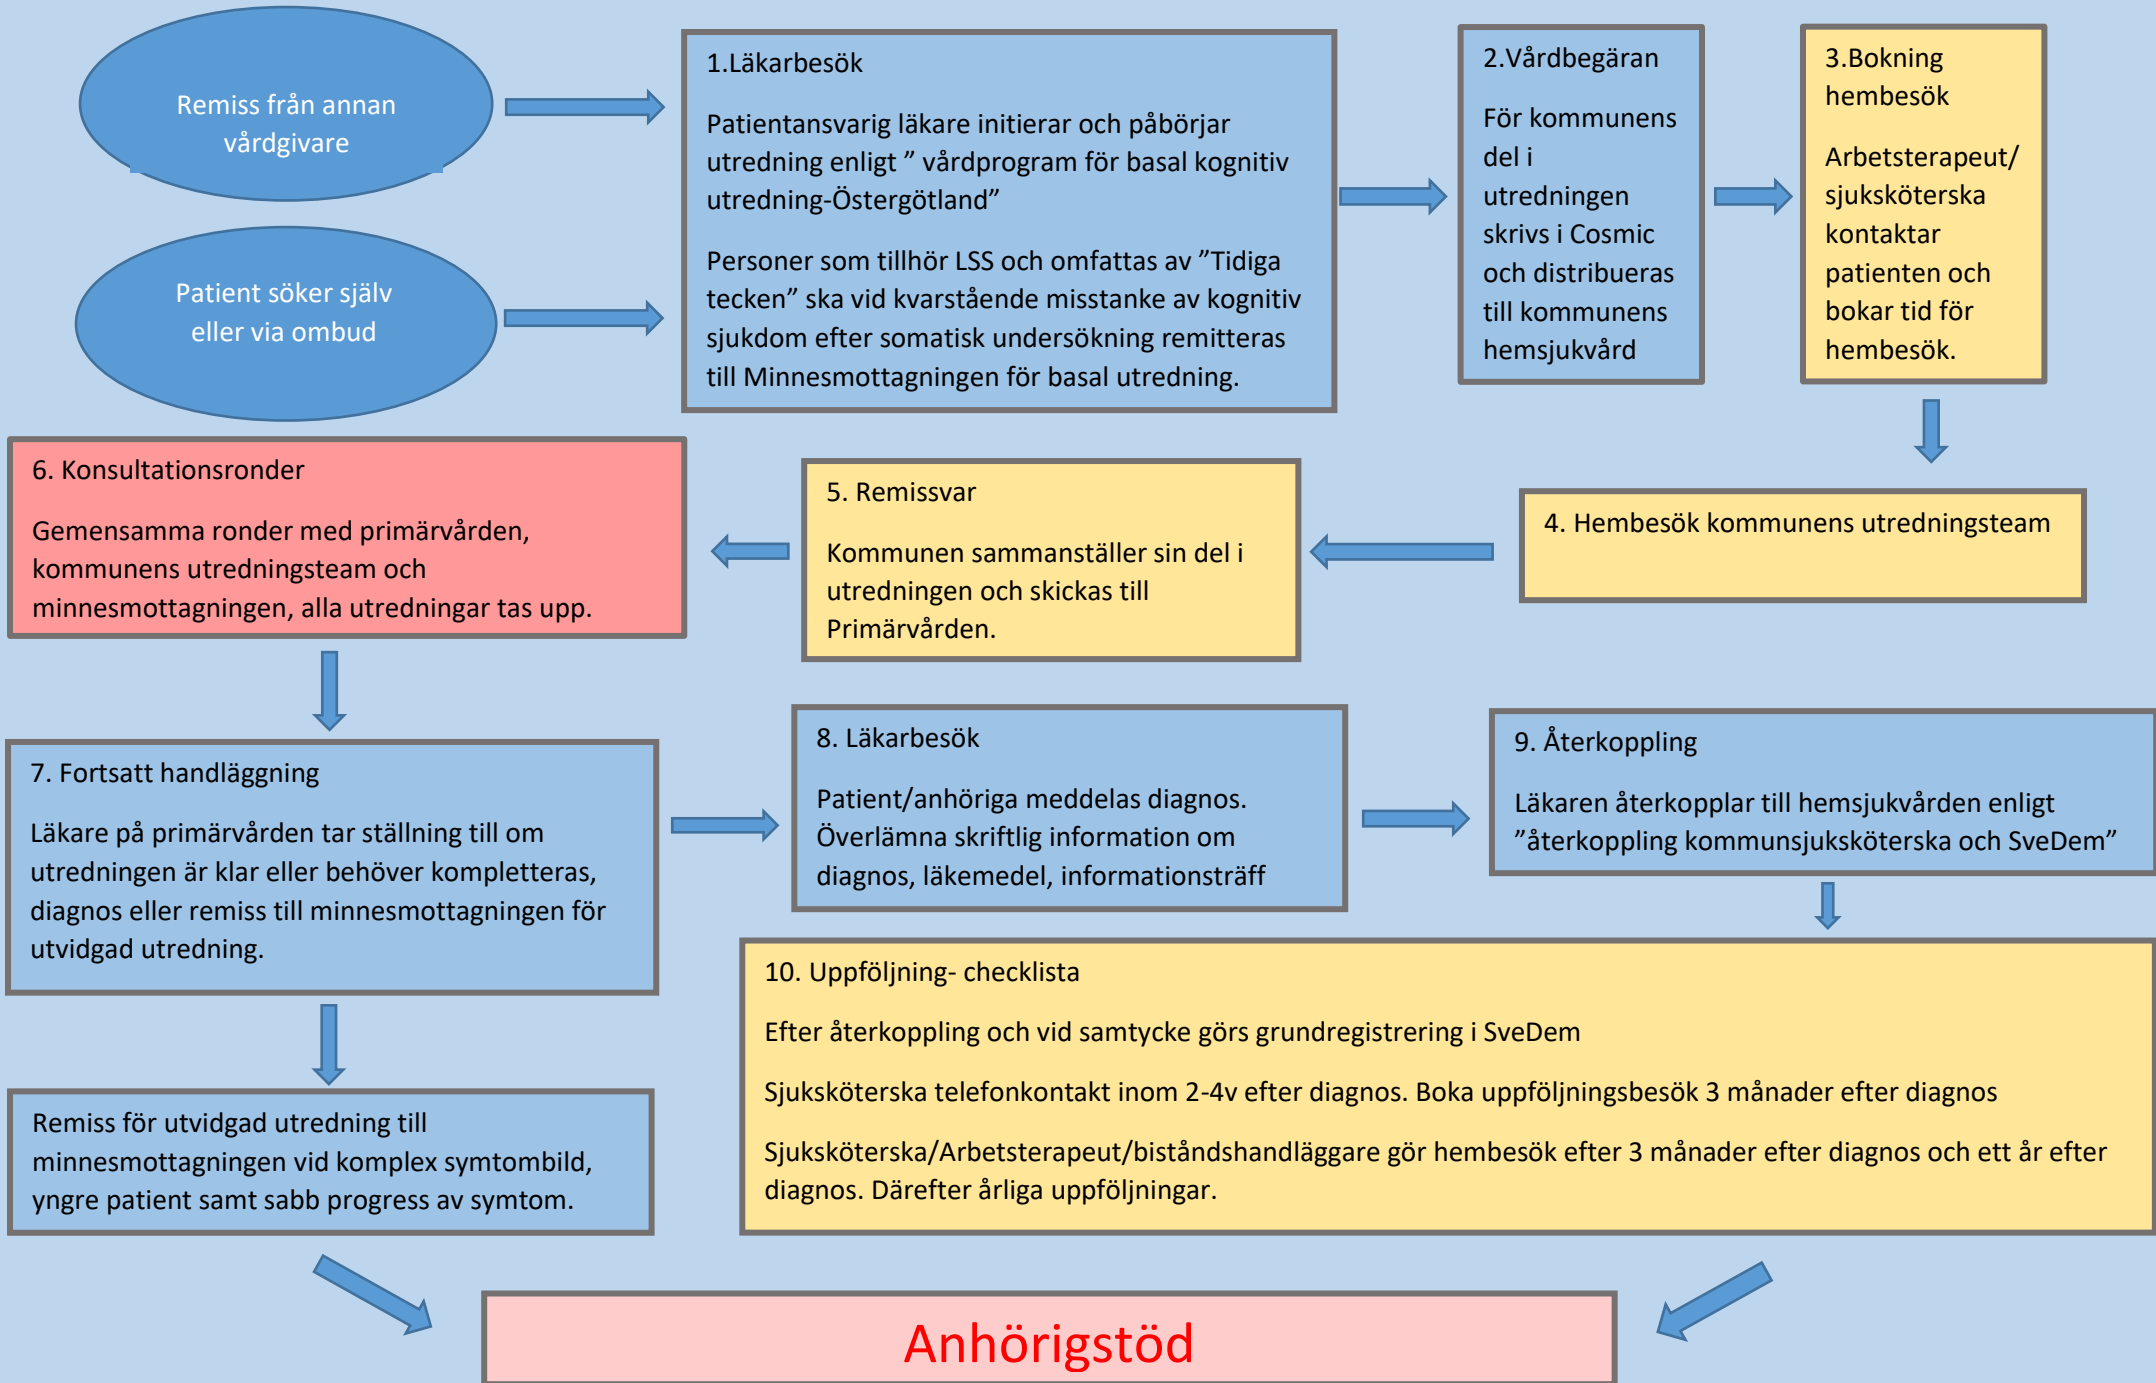 Remiss från annan
vårdgivare
Patient söker själv
eller via ombud
1.Läkarbesök
Patientansvarig läkare initierar och påbörjar
utredning enligt ” vårdprogram för basal kognitiv
utredning-Östergötland”
Personer som tillhör LSS och omfattas av ”Tidiga
tecken” ska vid kvarstående misstanke av kognitiv
sjukdom efter somatisk undersökning remitteras
till Minnesmottagningen för basal utredning.
2.Vårdbegäran
För kommunens
del i
utredningen
skrivs i Cosmic
och distribueras
till kommunens
hemsjukvård
3.Bokning
hembesök
Arbetsterapeut/
sjuksköterska
kontaktar
patienten och
bokar tid för
hembesök.
4. Hembesök kommunens utredningsteam
5. Remissvar
Kommunen sammanställer sin del i
utredningen och skickas till
Primärvården.
6. Konsultationsronder
Gemensamma ronder med primärvården,
kommunens utredningsteam och
minnesmottagningen, alla utredningar tas upp.
7. Fortsatt handläggning
Läkare på primärvården tar ställning till om
utredningen är klar eller behöver kompletteras,
diagnos eller remiss till minnesmottagningen för
utvidgad utredning.
8. Läkarbesök
Patient/anhöriga meddelas diagnos.
Överlämna skriftlig information om
diagnos, läkemedel, informationsträff
9. Återkoppling
Läkaren återkopplar till hemsjukvården enligt
”återkoppling kommunsjuksköterska och SveDem”
10. Uppföljning- checklista
Efter återkoppling och vid samtycke görs grundregistrering i SveDem
Sjuksköterska telefonkontakt inom 2-4v efter diagnos. Boka uppföljningsbesök 3 månader efter diagnos
Sjuksköterska/Arbetsterapeut/biståndshandläggare gör hembesök efter 3 månader efter diagnos och ett år efter
diagnos. Därefter årliga uppföljningar.
Remiss för utvidgad utredning till
minnesmottagningen vid komplex symtombild,
yngre patient samt sabb progress av symtom.
Anhörigstöd